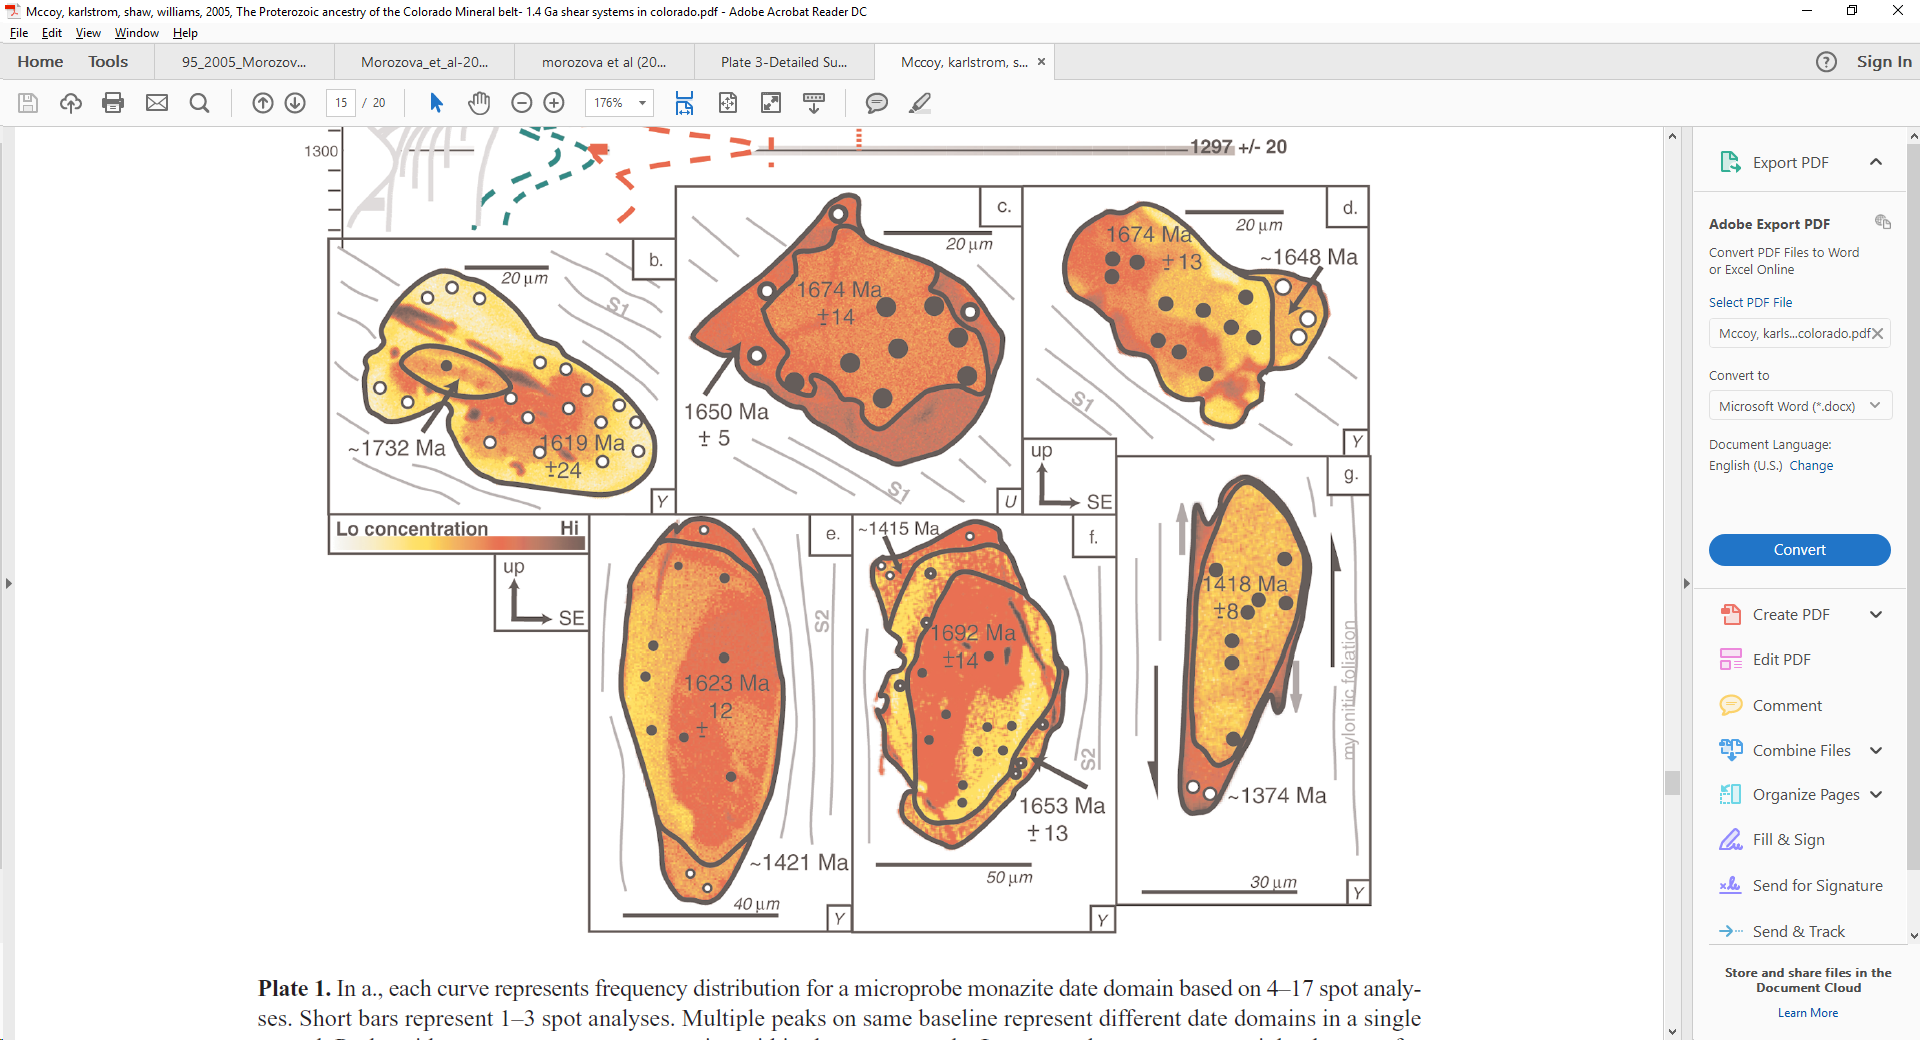 Mccoy, karlstrom, shaw, williams, 2005, The Proterozoic ancestry of the Colorado Mineral belt- 1.4 Ga shear systems in colorado.pdf - Adobe Acrobat Reader DC
File Edit View Window Help
Home Tools 95_2005_Morozov... Morozova_et_al-20... morozova et al (20... Plate 3-Detailed Su... Mccoy, karlstrom, s... Sign In
15 / 20 176%
1300
1297 +/- 20
b.
20 µm
S1
~1732 Ma
1619 Ma
±24
Y
c.
20 µm
1674 Ma
±14
1650 Ma
± 5
S1
U
d.
20 µm
1674 Ma
±13
~1648 Ma
S1
Y
up
SE
Lo concentration Hi
up
SE
e.
S2
1623 Ma
12
±
~1421 Ma
40 µm
Y
f.
~1415 Ma
1692 Ma
±14
S2
1653 Ma
± 13
50 µm
Y
g.
1418 Ma
±8
mylonitic foliation
~1374 Ma
30 µm
Y
Plate 1. In a., each curve represents frequency distribution for a microprobe monazite date domain based on 4–17 spot analy-
ses. Short bars represent 1–3 spot analyses. Multiple peaks on same baseline represent different date domains in a single
Export PDF
Adobe Export PDF
Convert PDF Files to Word
or Excel Online
Select PDF File
Mccoy, karls...colorado.pdf
Convert to
Microsoft Word (*.docx)
Document Language:
English (U.S.) Change
Convert
Create PDF
Edit PDF
Comment
Combine Files
Organize Pages
Fill & Sign
Send for Signature
Send & Track
Store and share files in the
Document Cloud
Learn More